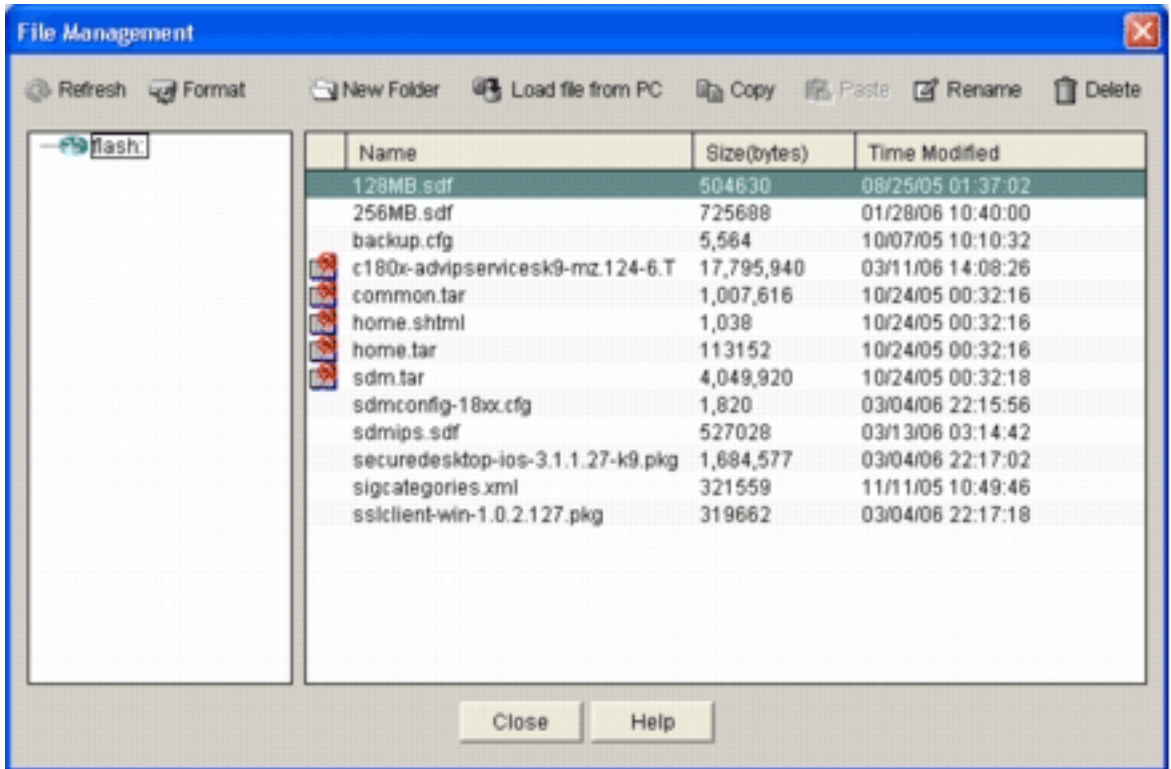 File Management
Refresh Format New Folder Load file from PC Copy Paste Rename Delete
flash:
Name Size(bytes) Time Modified
128MB.sdf 504630 08/25/05 01:37:02
256MB.sdf 725688 01/28/06 10:40:00
backup.cfg 5,564 10/07/05 10:10:32
c180x-advipservicesk9-mz.124-6.T 17,795,940 03/11/06 14:08:26
common.tar 1,007,616 10/24/05 00:32:16
home.shtml 1,038 10/24/05 00:32:16
home.tar 113152 10/24/05 00:32:16
sdm.tar 4,049,920 10/24/05 00:32:18
sdmconfig-18xx.cfg 1,820 03/04/06 22:15:56
sdmips.sdf 527028 03/13/06 03:14:42
securedesktop-ios-3.1.1.27-k9.pkg 1,684,577 03/04/06 22:17:02
sigcategories.xml 321559 11/11/05 10:49:46
sslclient-win-1.0.2.127.pkg 319662 03/04/06 22:17:18
Close Help